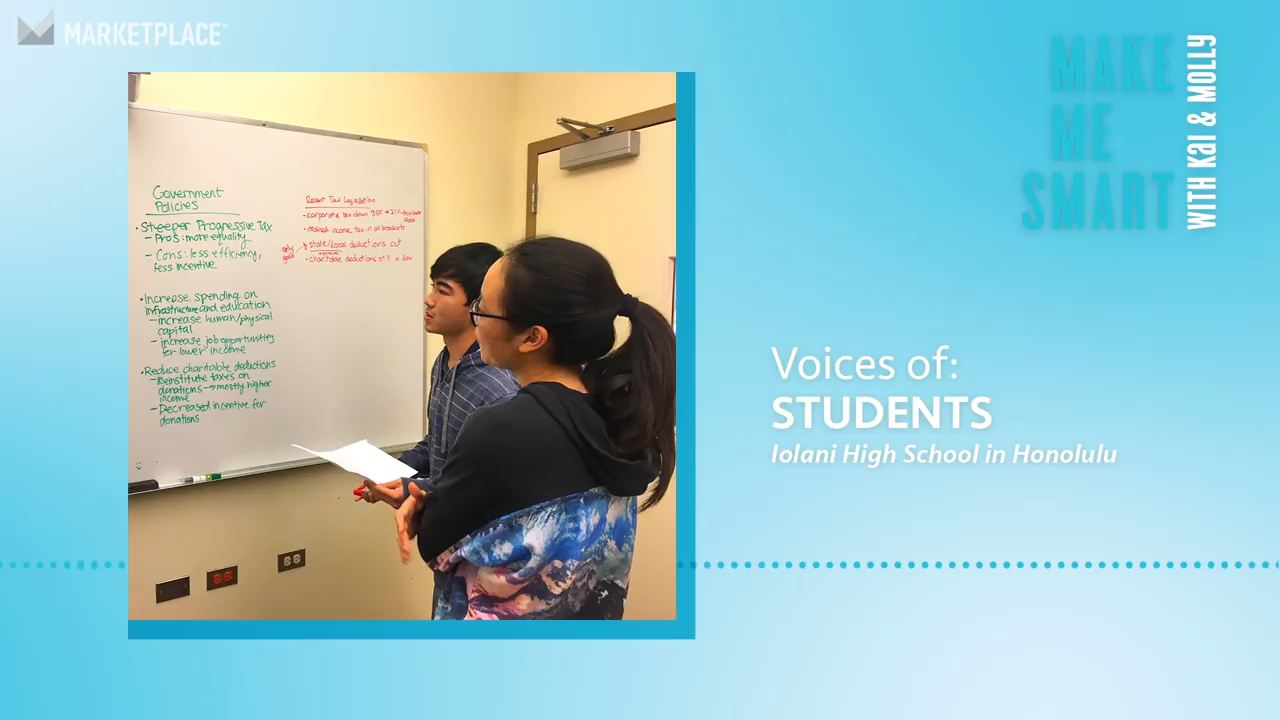 MARKETPLACE
MAKE
ME
SMART
WITH KAI & MOLLY
Government
Policies
• Steeper Progressive Tax
– Pros: more equality
– Cons: less efficiency,
less incentive
• Increase spending on
infrastructure and education
– increase human/physical
capital
– increase job opportunities
for lower income
• Reduce charitable deductions
– Reinstitute taxes on
donations → mostly higher
income
– Decreased incentive for
donations
Recent Tax Legislation
– corporate tax down
– reduced income tax in all brackets
– state/local deductions cut
– charitable deductions still in law
only
Voices of:
STUDENTS
Iolani High School in Honolulu